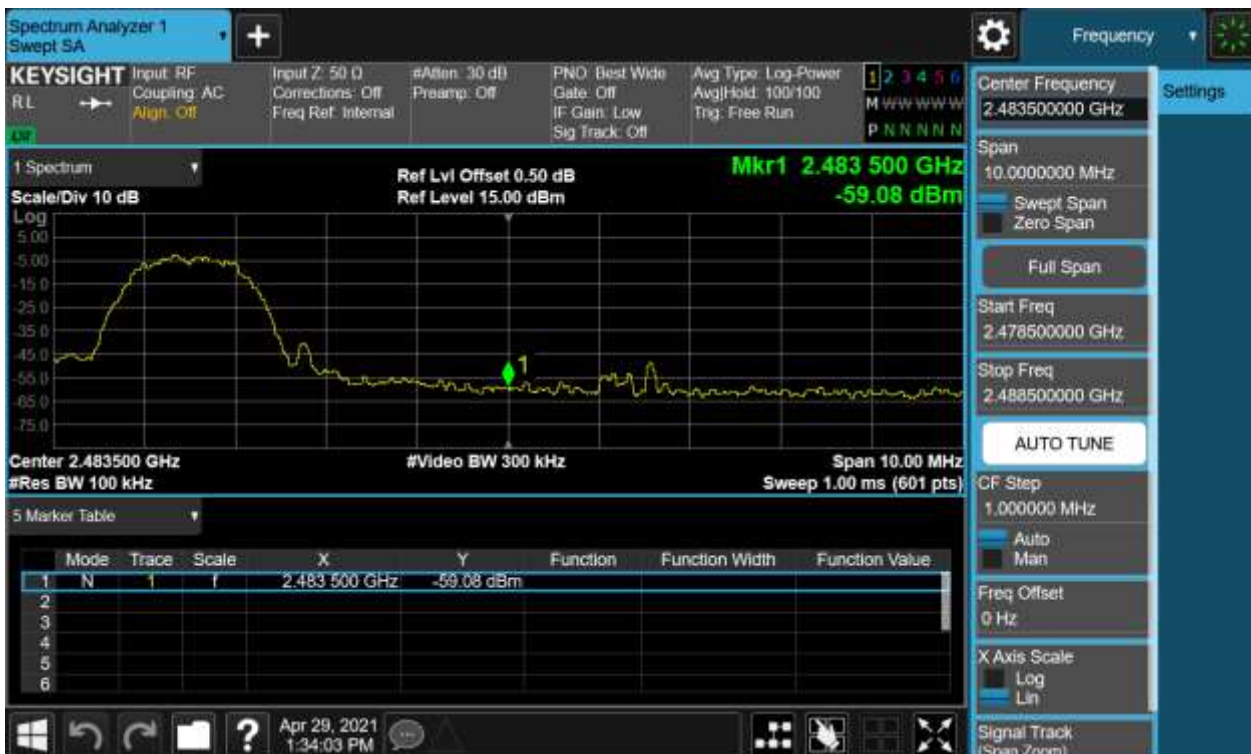 Spectrum Analyzer 1
Swept SA
Frequency
KEYSIGHT
RL
Input: RF
Coupling: AC
Align: Off
Input Z: 50 Ω
Corrections: Off
Freq Ref: Internal
#Atten: 30 dB
Preamp: Off
PNO: Best Wide
Gate: Off
IF Gain: Low
Sig Track: Off
Avg Type: Log-Power
Avg|Hold: 100/100
Trig: Free Run
1 2 3 4 5 6
M W W W W W
P N N N N N
1 Spectrum
Scale/Div 10 dB
Ref Lvl Offset 0.50 dB
Ref Level 15.00 dBm
Mkr1 2.483 500 GHz
-59.08 dBm
Log
5.00
-5.00
-15.0
-25.0
-35.0
-45.0
-55.0
-65.0
-75.0
1
Center 2.483500 GHz
#Res BW 100 kHz
#Video BW 300 kHz
Span 10.00 MHz
Sweep 1.00 ms (601 pts)
5 Marker Table
Mode Trace Scale X Y Function Function Width Function Value
1 N 1 f 2.483 500 GHz -59.08 dBm
2
3
4
5
6
?
Apr 29, 2021
1:34:03 PM
Center Frequency
2.483500000 GHz
Settings
Span
10.0000000 MHz
Swept Span
Zero Span
Full Span
Start Freq
2.478500000 GHz
Stop Freq
2.488500000 GHz
AUTO TUNE
CF Step
1.000000 MHz
Auto
Man
Freq Offset
0 Hz
X Axis Scale
Log
Lin
Signal Track
(Span Zoom)